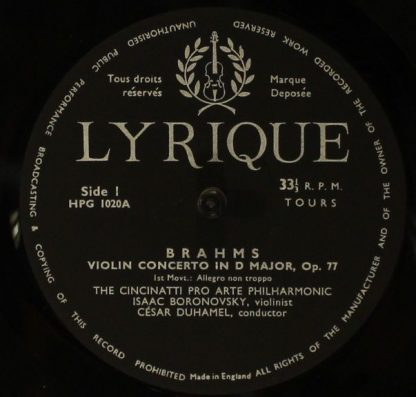 ALL RIGHTS OF THE MANUFACTURER AND OF THE OWNER OF THE RECORDED WORK RESERVED UNAUTHORISED PUBLIC PERFORMANCE BROADCASTING & COPYING OF THIS RECORD PROHIBITED
Tous droits
réservés
Marque
Deposée
LYRIQUE
Side 1
HPG 1020A
33⅓ R. P. M.
TOURS
BRAHMS
VIOLIN CONCERTO IN D MAJOR, Op. 77
1st Movt.: Allegro non troppo
THE CINCINATTI PRO ARTE PHILHARMONIC
ISAAC BORONOVSKY, violinist
CÉSAR DUHAMEL, conductor
Made in England